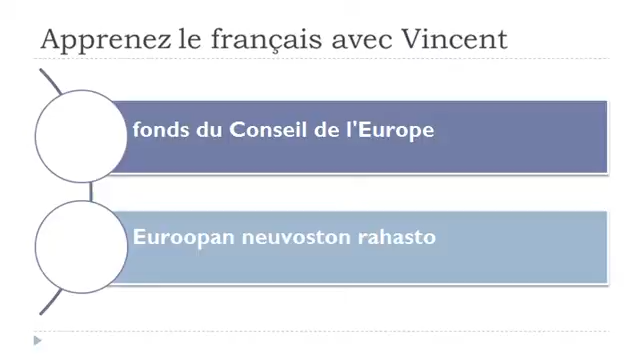 Apprenez le français avec Vincent
fonds du Conseil de l'Europe
Euroopan neuvoston rahasto